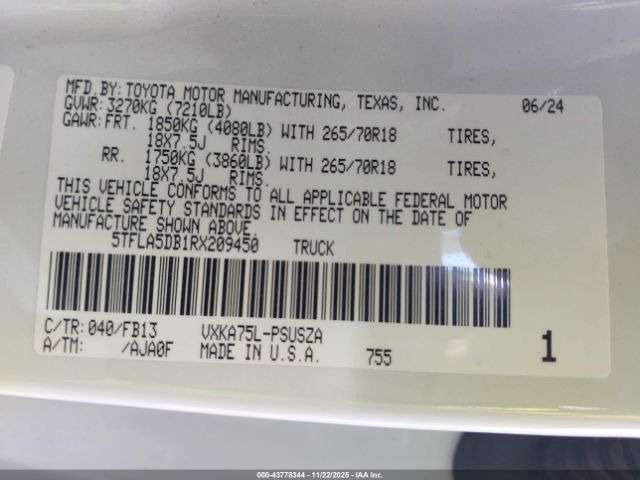 MFD.BY: TOYOTA MOTOR MANUFACTURING, TEXAS, INC. 06/24
GVWR: 3270KG (7210LB)
GAWR: FRT. 1850KG (4080LB) WITH 265/70R18 TIRES,
18X7.5J RIMS.
RR. 1750KG (3860LB) WITH 265/70R18 TIRES,
18X7.5J RIMS.
THIS VEHICLE CONFORMS TO ALL APPLICABLE FEDERAL MOTOR
VEHICLE SAFETY STANDARDS IN EFFECT ON THE DATE OF
MANUFACTURE SHOWN ABOVE.
5TFLA5DB1RX209450 TRUCK
C/TR: 040/FB13 VXKA75L-PSUSZA
A/TM: /AJA0F MADE IN U.S.A. 755 1
000-43778344 - 11/22/2025 - IAAI Corp.